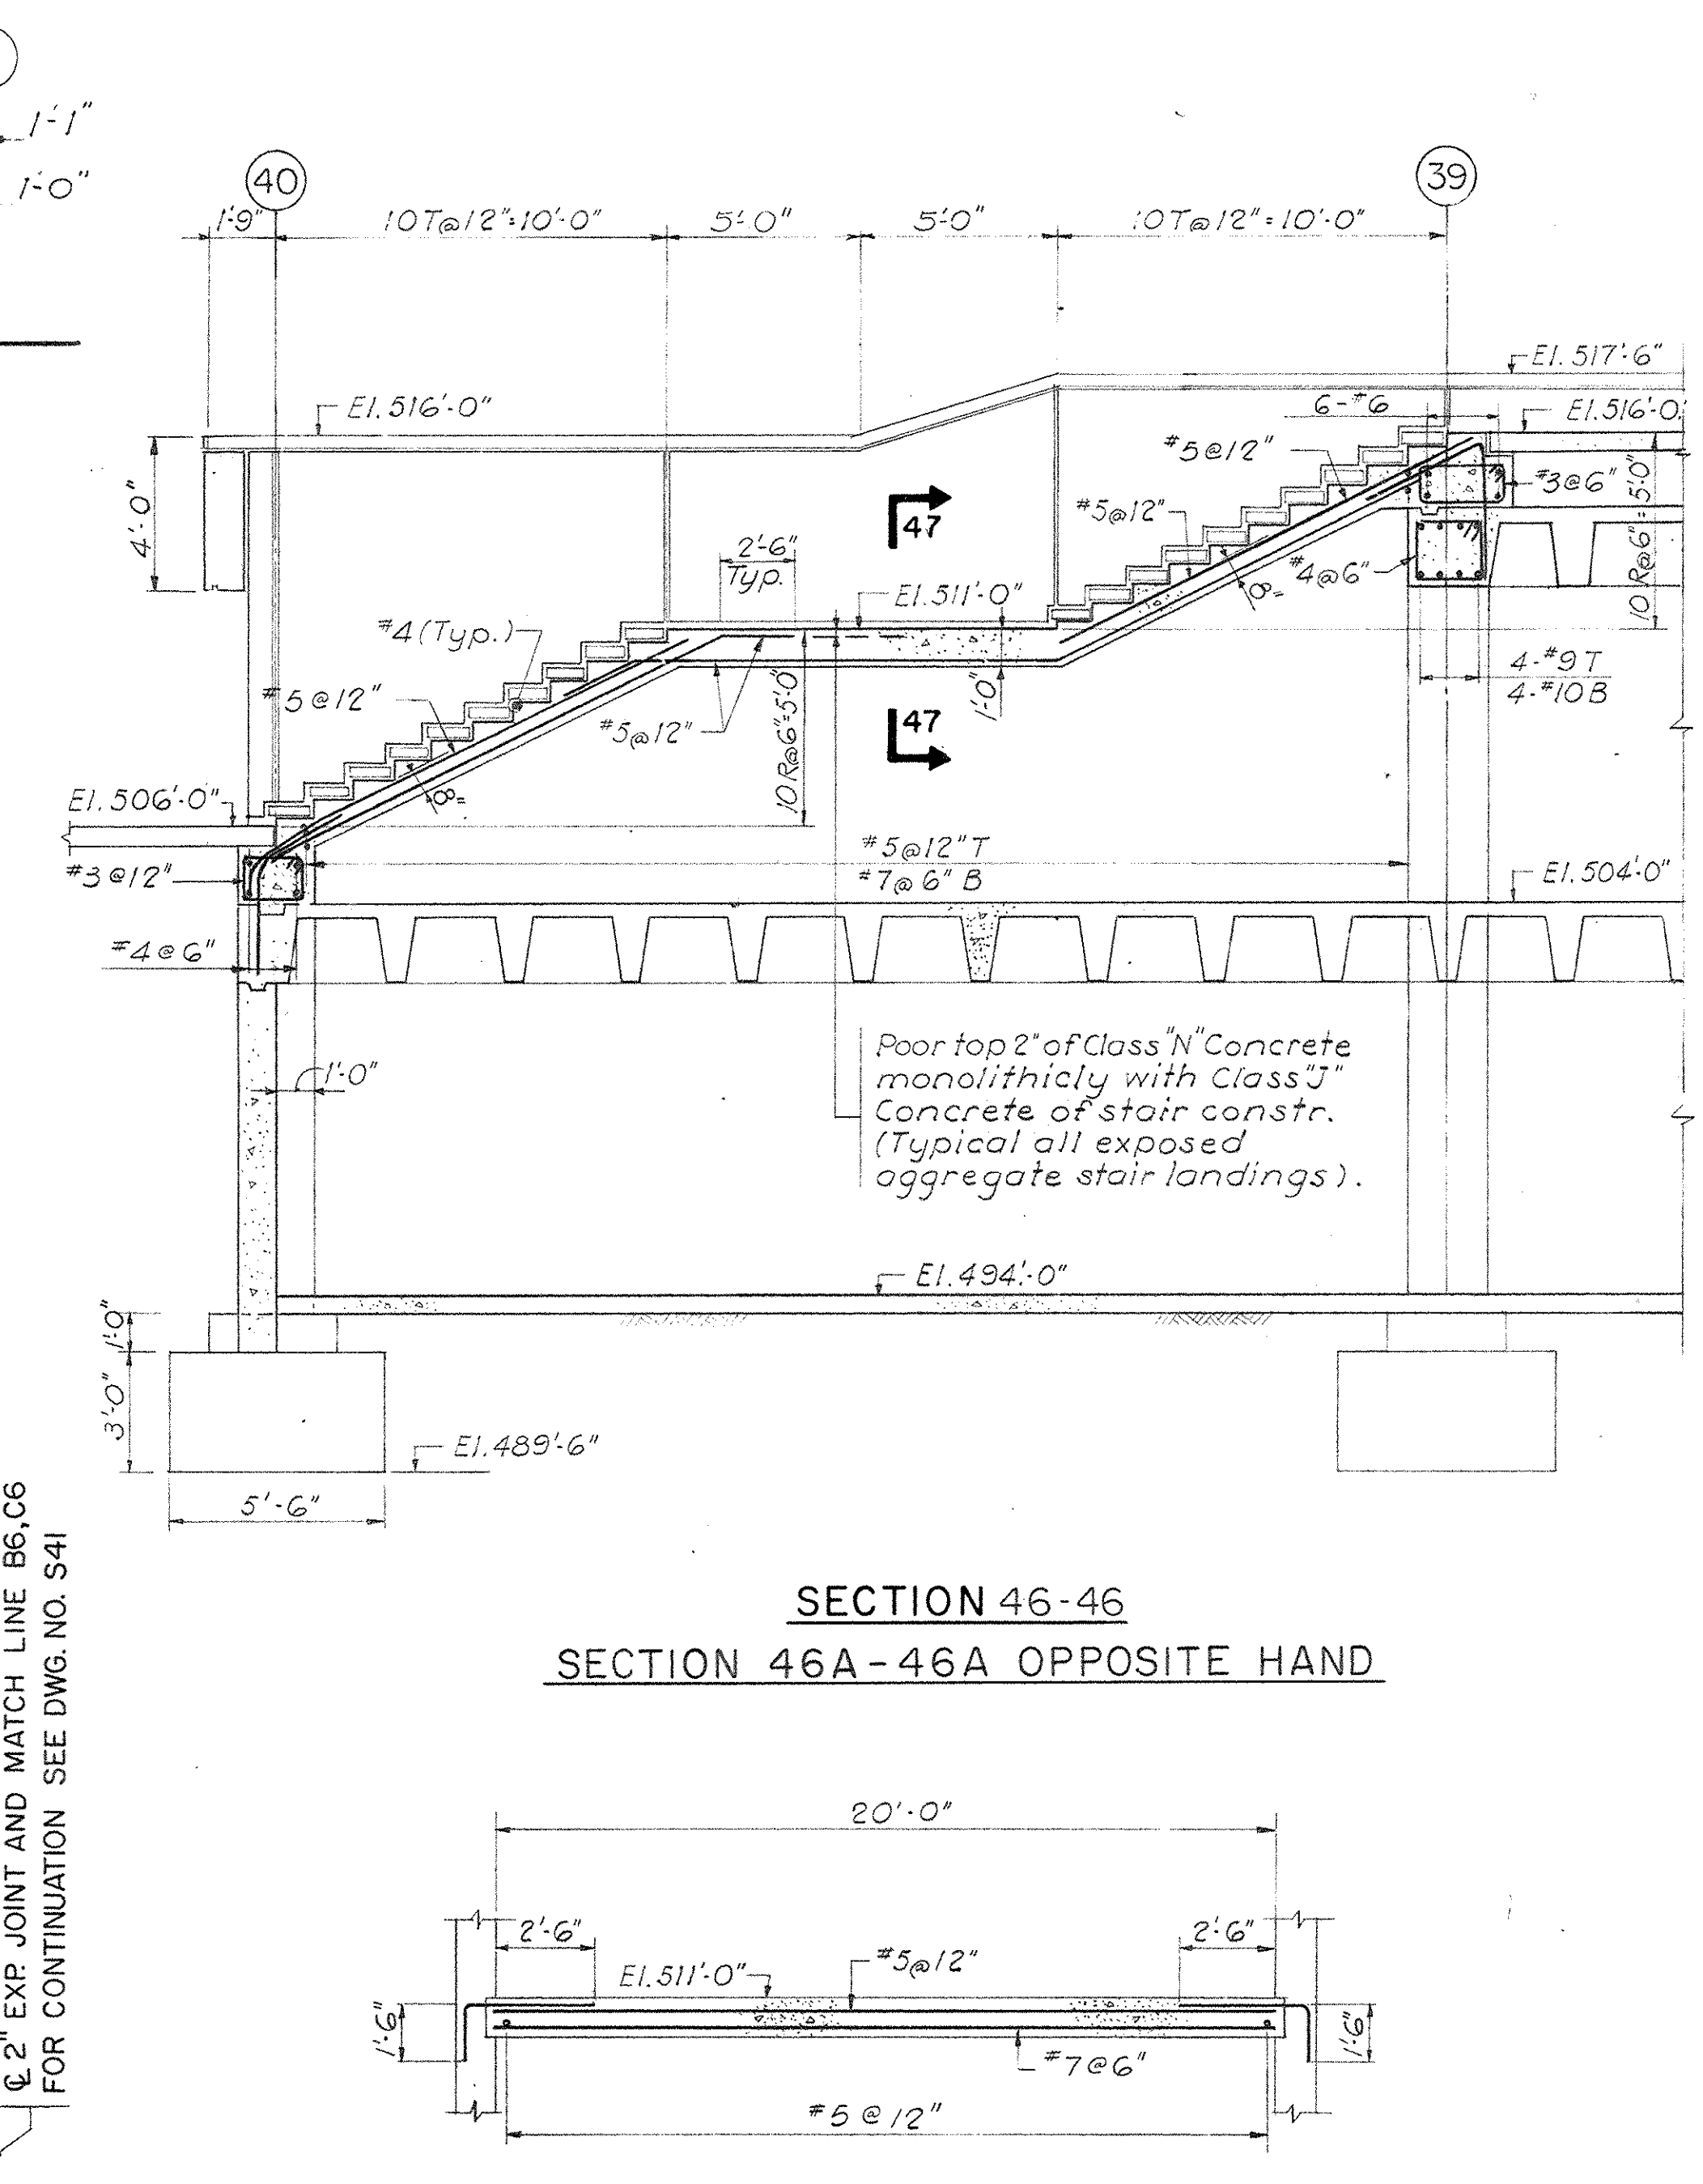 1'-1"
1'-0"
40
39
1'-9"
10T@12"=10'-0"
5'-0"
5'-0"
10T@12"=10'-0"
El. 517'-6"
El. 516'-0"
6-#6
El. 516'-0"
#5@12"
#3@6"
4'-0"
47
#5@12"
2'-6"
Typ.
#4@6"
8"
10R@6"=5'-0"
El. 511'-0"
#4 (Typ.)
4-#9T
4-#10B
#5@12"
#5@12"
10R@6"=5'-0"
1'-0"
47
El. 506'-0"
8"
#5@12"T
#7@6"B
#3@12"
El. 504'-0"
#4@6"
Poor top 2" of Class "N" Concrete
monolithicly with Class "J"
Concrete of stair constr.
(Typical all exposed
aggregate stair landings).
1'-0"
El. 494'-0"
1'-0"
3'-0"
El. 489'-6"
5'-6"
SECTION 46-46
SECTION 46A-46A OPPOSITE HAND
℄ 2" EXP. JOINT AND MATCH LINE B6,C6
FOR CONTINUATION SEE DWG. NO. S41
20'-0"
2'-6"
2'-6"
El. 511'-0"
#5@12"
1'-6"
1'-6"
#7@6"
#5@12"